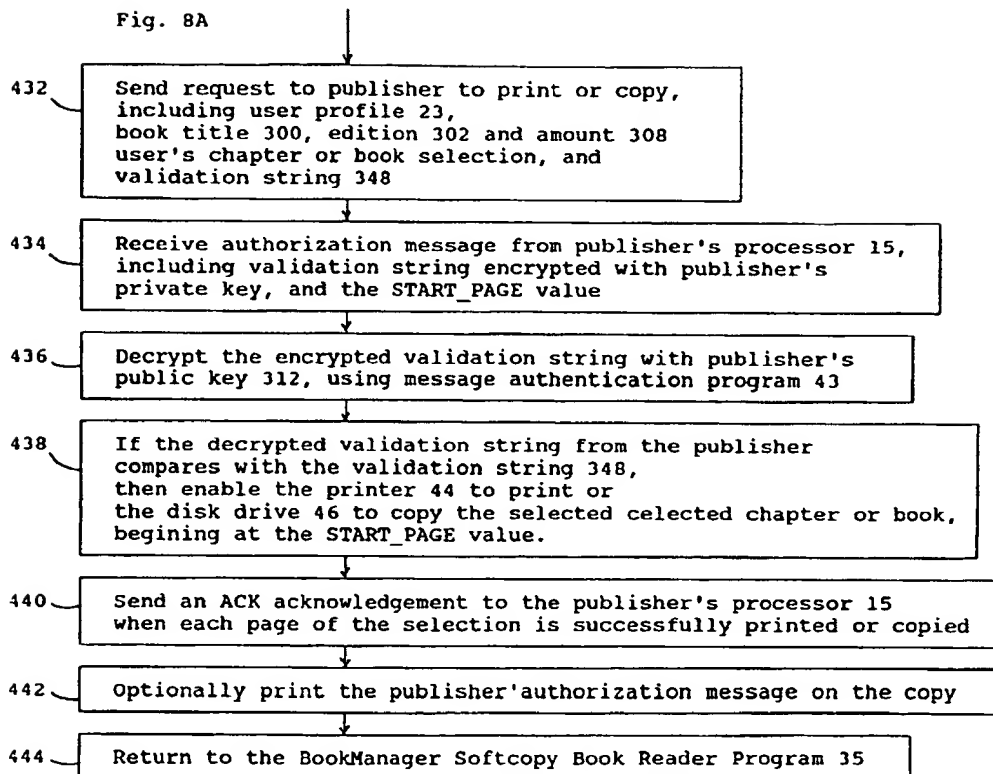 Fig. 8A
432
Send request to publisher to print or copy,
including user profile 23,
book title 300, edition 302 and amount 308
user's chapter or book selection, and
validation string 348
434
Receive authorization message from publisher's processor 15,
including validation string encrypted with publisher's
private key, and the START_PAGE value
436
Decrypt the encrypted validation string with publisher's
public key 312, using message authentication program 43
438
If the decrypted validation string from the publisher
compares with the validation string 348,
then enable the printer 44 to print or
the disk drive 46 to copy the selected celected chapter or book,
begining at the START_PAGE value.
440
Send an ACK acknowledgement to the publisher's processor 15
when each page of the selection is successfully printed or copied
442
Optionally print the publisher'authorization message on the copy
444
Return to the BookManager Softcopy Book Reader Program 35